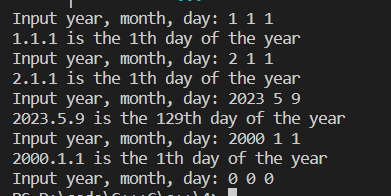 Input year, month, day: 1 1 1
1.1.1 is the 1th day of the year
Input year, month, day: 2 1 1
2.1.1 is the 1th day of the year
Input year, month, day: 2023 5 9
2023.5.9 is the 129th day of the year
Input year, month, day: 2000 1 1
2000.1.1 is the 1th day of the year
Input year, month, day: 0 0 0